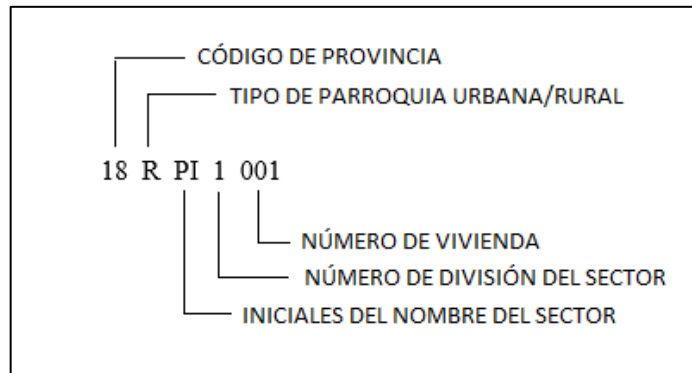 CÓDIGO DE PROVINCIA
TIPO DE PARROQUIA URBANA/RURAL
18 R PI 1 001
NÚMERO DE VIVIENDA
NÚMERO DE DIVISIÓN DEL SECTOR
INICIALES DEL NOMBRE DEL SECTOR